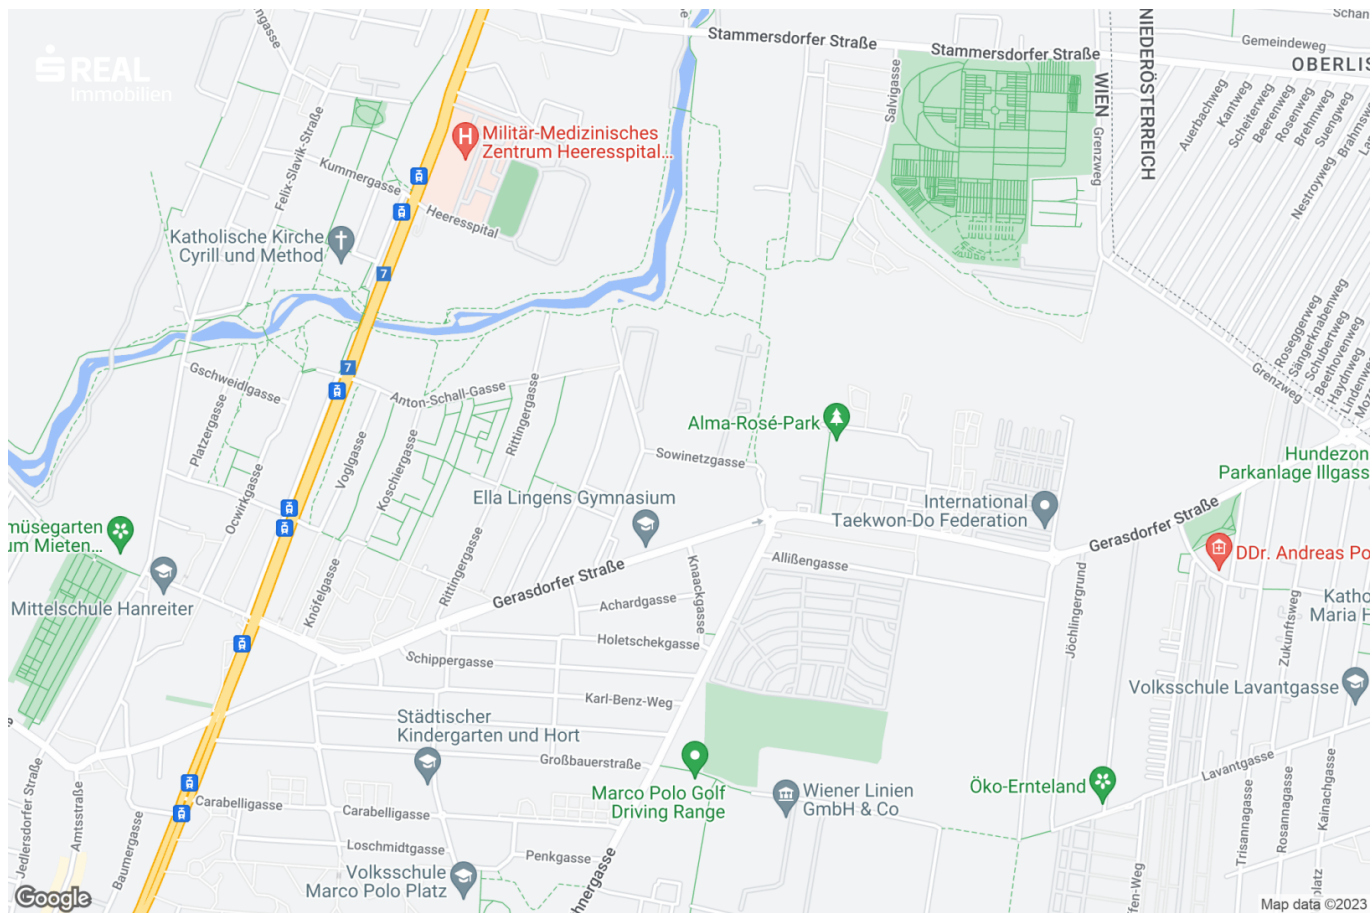 Stammersdorfer Straße
Stammersdorfer Straße
Gemeindeweg
NIEDERÖSTERREICH
WIEN
REAL
Immobilien
Militär-Medizinisches
Zentrum Heeresspital...
Salvigasse
Grenzweg
Auerbachweg
Kantweg
Scheiterweg
Beerenweg
Rosenweg
Brehmweg
Suengweg
Nestroyweg
Felix-Slavik-Straße
Kummergasse
Heeresspital
Katholische Kirche
Cyrill und Method
7
7
Gschweidlgasse
Anton-Schall-Gasse
Platzergasse
Ocwirkgasse
Voglgasse
Koschiergasse
Rittingergasse
Roseggerweg
Sängerknabenweg
Schubertweg
Beethovenweg
Haydnweg
Grenzweg
Alma-Rosé-Park
Sowinetzgasse
Ella Lingens Gymnasium
International
Taekwon-Do Federation
Parkanlage Illgass
Gerasdorfer Straße
DDr. Andreas Po
um Mieten...
Mittelschule Hanreiter
Knöfelgasse
Rittingergasse
Gerasdorfer Straße
Knaackgasse
Allißengasse
Achardgasse
Holetschekgasse
Schippergasse
Karl-Benz-Weg
Jöchlingergrund
Zukunftsweg
Volksschule Lavantgasse
Städtischer
Kindergarten und Hort
Großbauerstraße
Marco Polo Golf
Driving Range
Wiener Linien
GmbH & Co
Öko-Ernteland
Lavantgasse
Jedlersdorfer Straße
Amtsstraße
Baumergasse
Carabelligasse
Carabelligasse
Loschmidtgasse
Penkgasse
Volksschule
Marco Polo Platz
Trisannagasse
Rosannagasse
Kainachgasse
Google
Map data ©2023